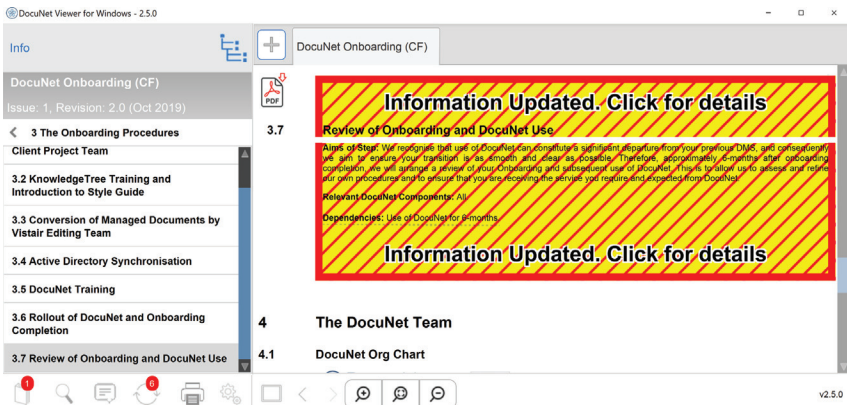 DocuNet Viewer for Windows - 2.5.0
Info
DocuNet Onboarding (CF)
DocuNet Onboarding (CF)
Issue: 1, Revision: 2.0 (Oct 2019)
3 The Onboarding Procedures
Client Project Team
3.2 KnowledgeTree Training and
Introduction to Style Guide
3.3 Conversion of Managed Documents by
Vistair Editing Team
3.4 Active Directory Synchronisation
3.5 DocuNet Training
3.6 Rollout of DocuNet and Onboarding
Completion
3.7 Review of Onboarding and DocuNet Use
1
6
PDF
Information Updated. Click for details
3.7 Review of Onboarding and DocuNet Use
Aims of Step: We recognise that use of DocuNet can constitute a significant departure from your previous DMS, and consequently
we aim to ensure your transition is as smooth and clear as possible. Therefore, approximately 6-months after onboarding
completion, we will arrange a review of your Onboarding and subsequent use of DocuNet. This is to allow us to assess and refine
our own procedures and to ensure that you are receiving the service you require and expected from DocuNet.
Relevant DocuNet Components: All
Dependencies: Use of DocuNet for 6-months
Information Updated. Click for details
4 The DocuNet Team
4.1 DocuNet Org Chart
v2.5.0